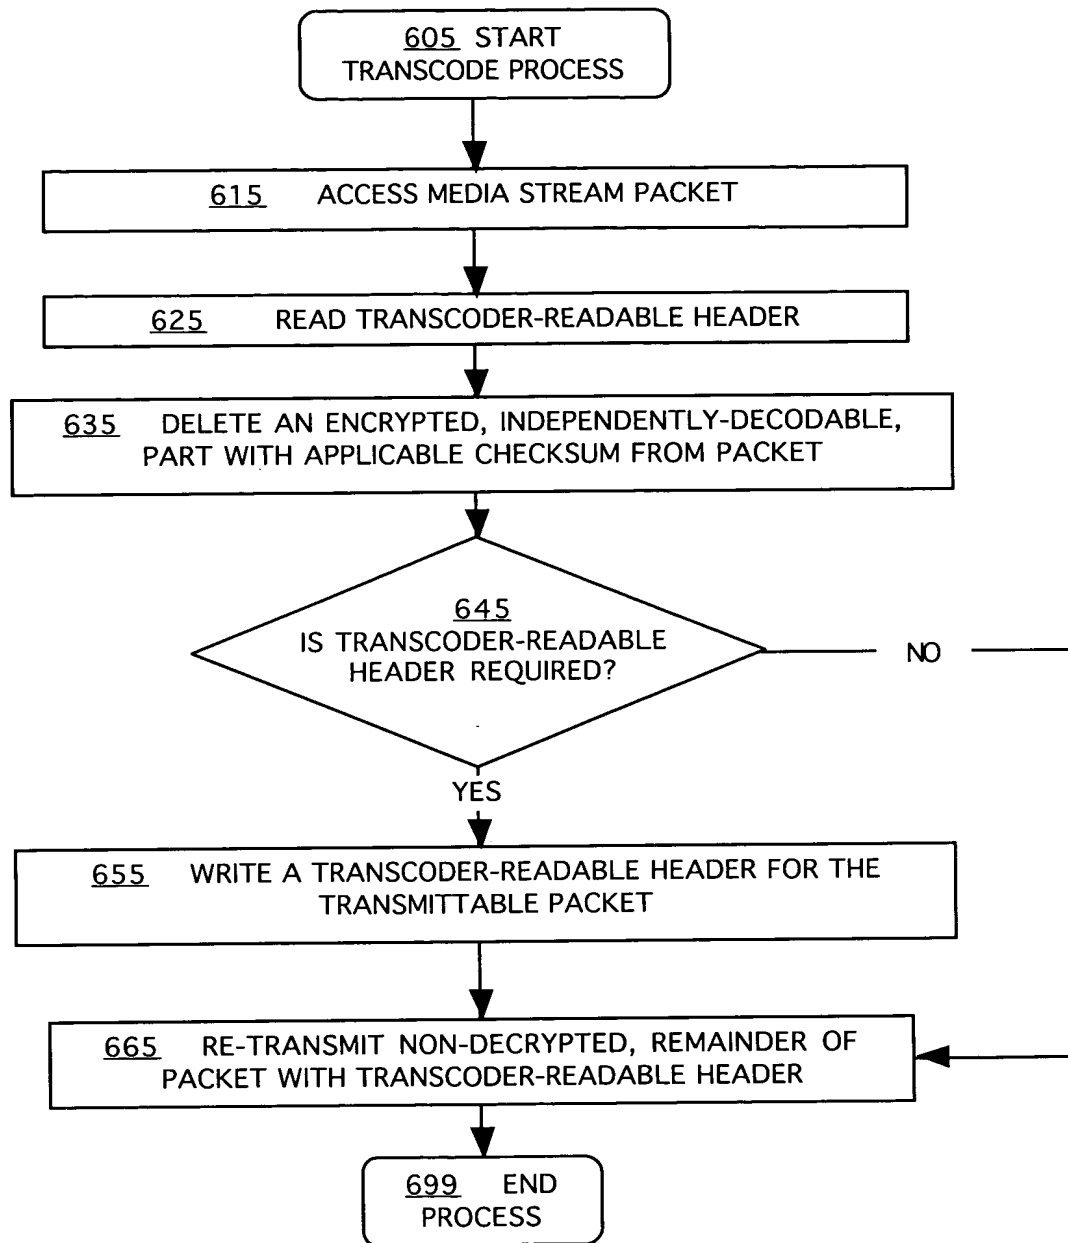 605 START
TRANSCODE PROCESS
615 ACCESS MEDIA STREAM PACKET
625 READ TRANSCODER-READABLE HEADER
635 DELETE AN ENCRYPTED, INDEPENDENTLY-DECODABLE,
PART WITH APPLICABLE CHECKSUM FROM PACKET
645
IS TRANSCODER-READABLE
HEADER REQUIRED?
NO
YES
655 WRITE A TRANSCODER-READABLE HEADER FOR THE
TRANSMITTABLE PACKET
665 RE-TRANSMIT NON-DECRYPTED, REMAINDER OF
PACKET WITH TRANSCODER-READABLE HEADER
699 END
PROCESS